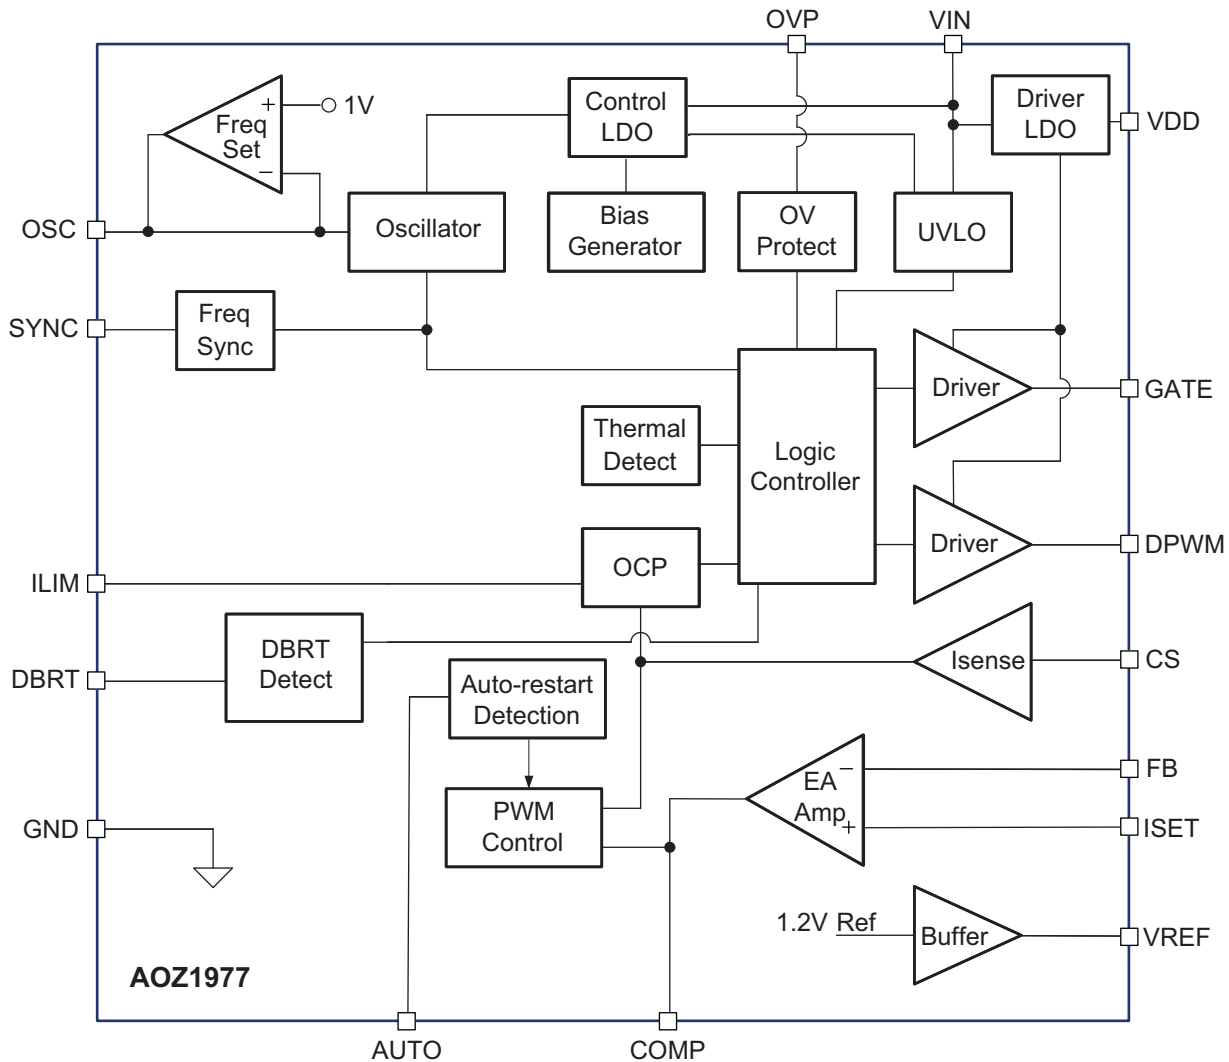 OVP
VIN
+
1V
Freq
Set
−
Control
LDO
Driver
LDO
VDD
OSC
Oscillator
Bias
Generator
OV
Protect
UVLO
SYNC
Freq
Sync
Driver
GATE
Thermal
Detect
Logic
Controller
Driver
DPWM
ILIM
OCP
DBRT
DBRT
Detect
Auto-restart
Detection
Isense
CS
GND
PWM
Control
−
EA
Amp
+
FB
ISET
1.2V Ref
Buffer
VREF
AOZ1977
AUTO
COMP